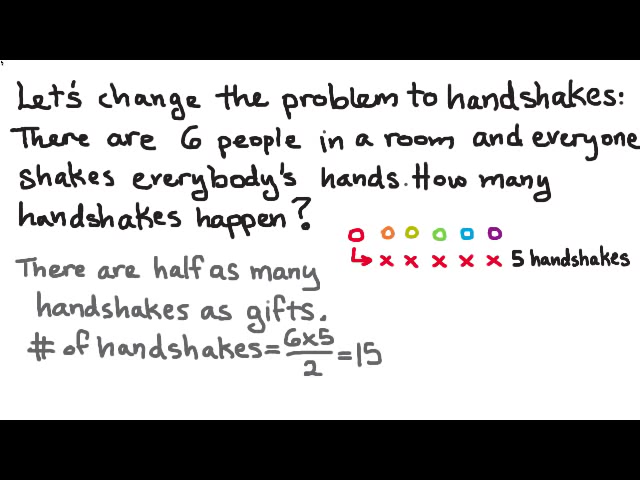 Let's change the problem to handshakes:
There are 6 people in a room and everyone
shakes everybody's hands. How many
handshakes happen?
5 handshakes
There are half as many
handshakes as gifts.
# of handshakes = 6x5/2 = 15